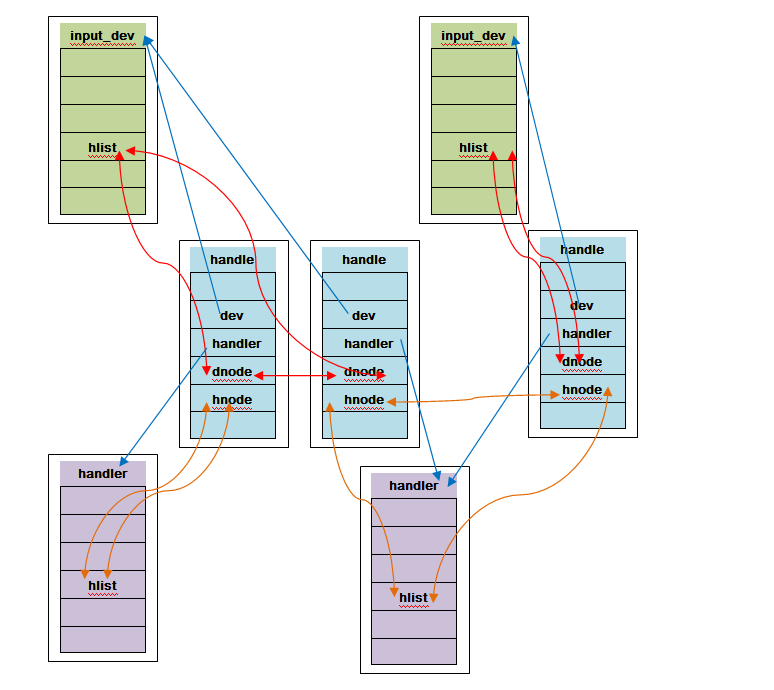 input_dev
hlist
input_dev
hlist
handle
dev
handler
dnode
hnode
handle
dev
handler
dnode
hnode
handle
dev
handler
dnode
hnode
handler
hlist
handler
hlist